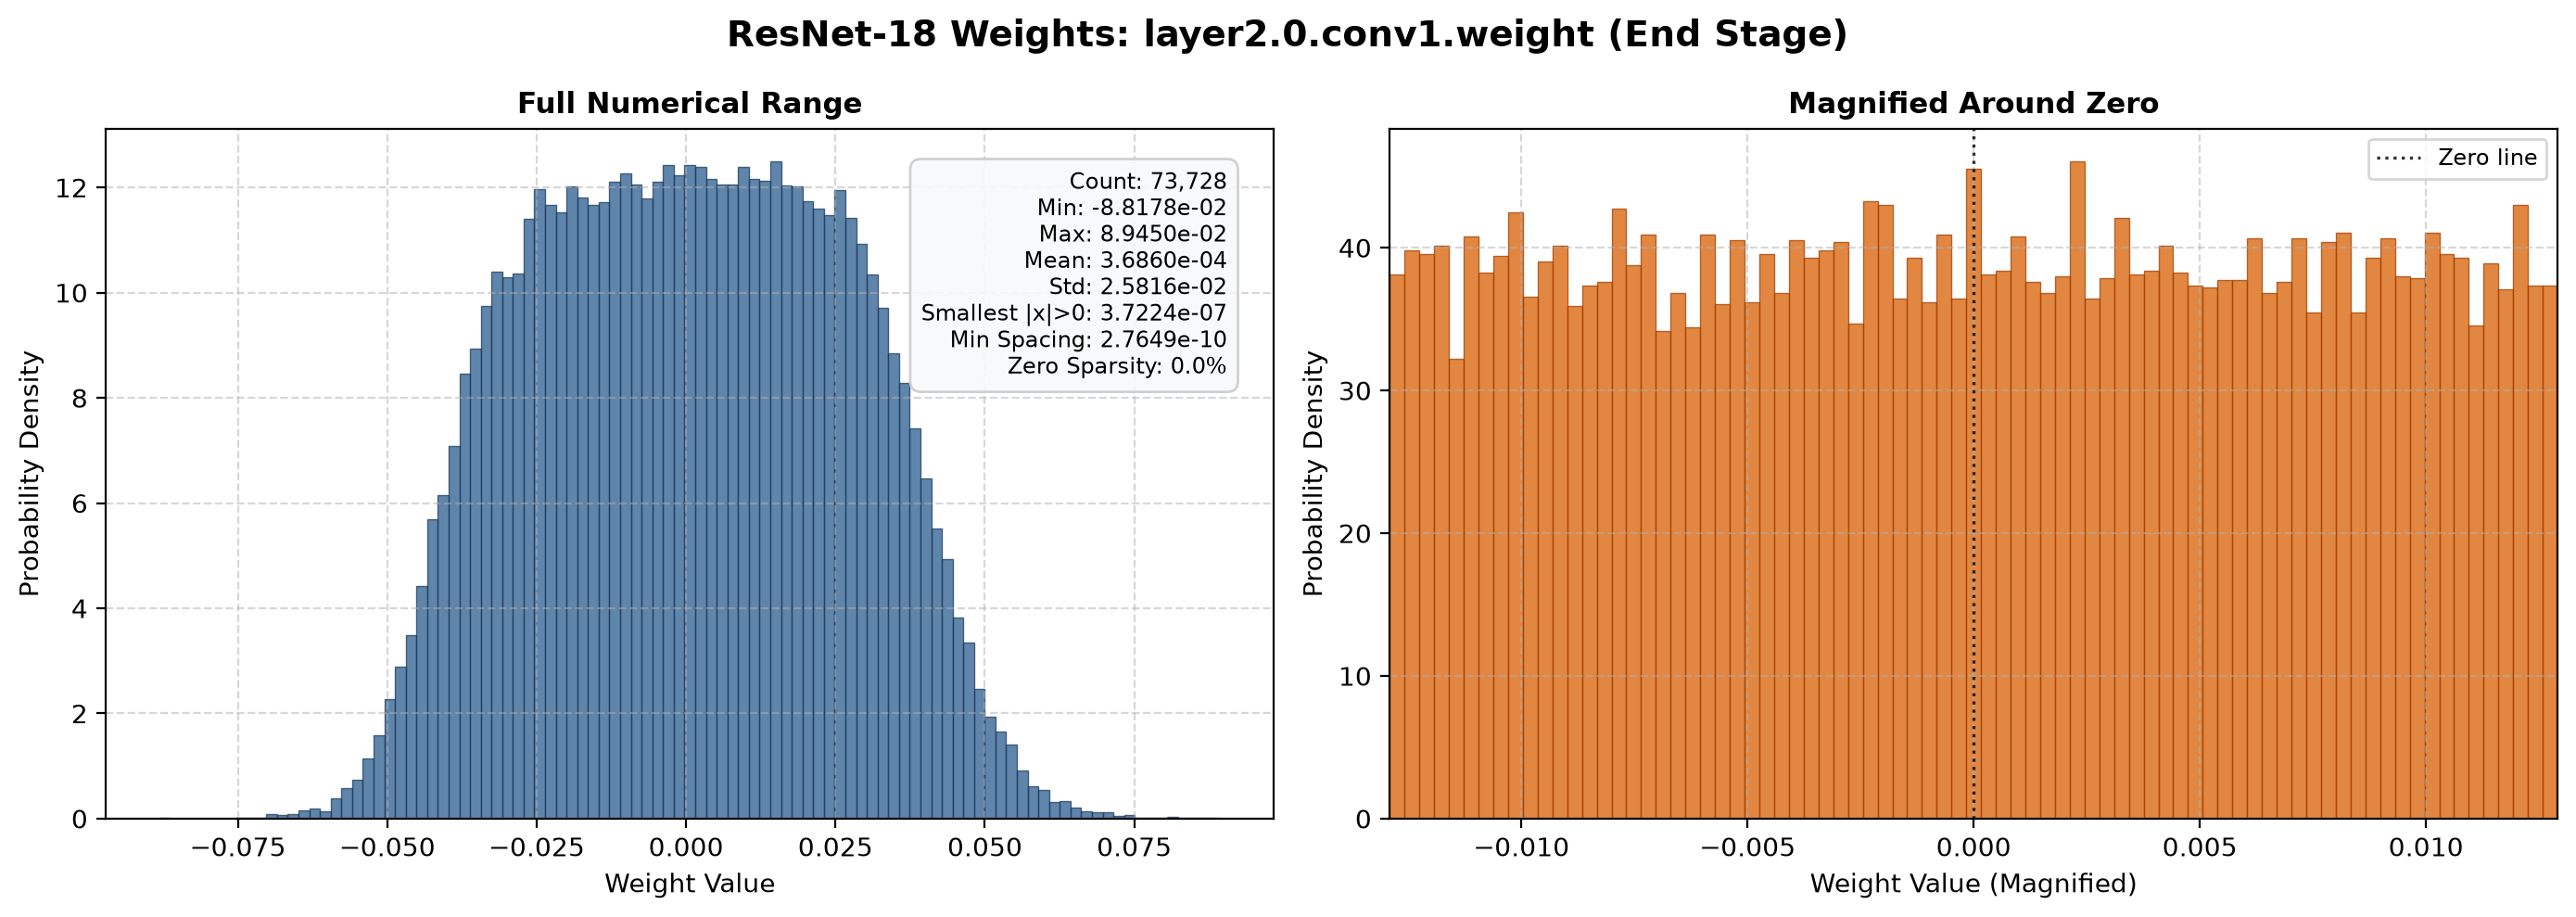 ResNet-18 Weights: layer2.0.conv1.weight (End Stage)
Full Numerical Range
Probability Density
12
10
8
6
4
2
0
Count: 73,728
Min: -8.8178e-02
Max: 8.9450e-02
Mean: 3.6860e-04
Std: 2.5816e-02
Smallest |x|>0: 3.7224e-07
Min Spacing: 2.7649e-10
Zero Sparsity: 0.0%
−0.075 −0.050 −0.025 0.000 0.025 0.050 0.075
Weight Value
Magnified Around Zero
Probability Density
40
30
20
10
0
Zero line
−0.010 −0.005 0.000 0.005 0.010
Weight Value (Magnified)